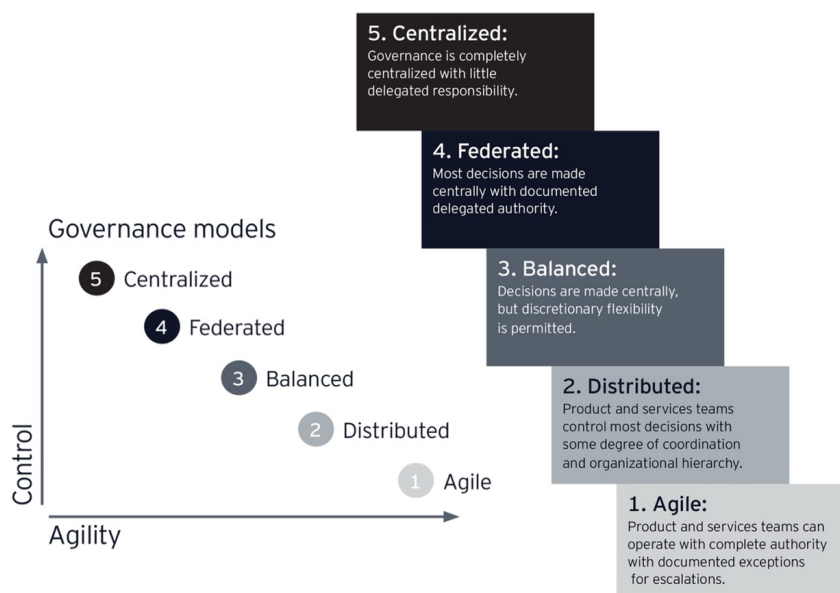 5. Centralized:
Governance is completely
centralized with little
delegated responsibility.
4. Federated:
Most decisions are made
centrally with documented
delegated authority.
3. Balanced:
Decisions are made centrally,
but discretionary flexibility
is permitted.
2. Distributed:
Product and services teams
control most decisions with
some degree of coordination
and organizational hierarchy.
1. Agile:
Product and services teams can
operate with complete authority
with documented exceptions
for escalations.
Governance models
5 Centralized
4 Federated
3 Balanced
2 Distributed
1 Agile
Control
Agility